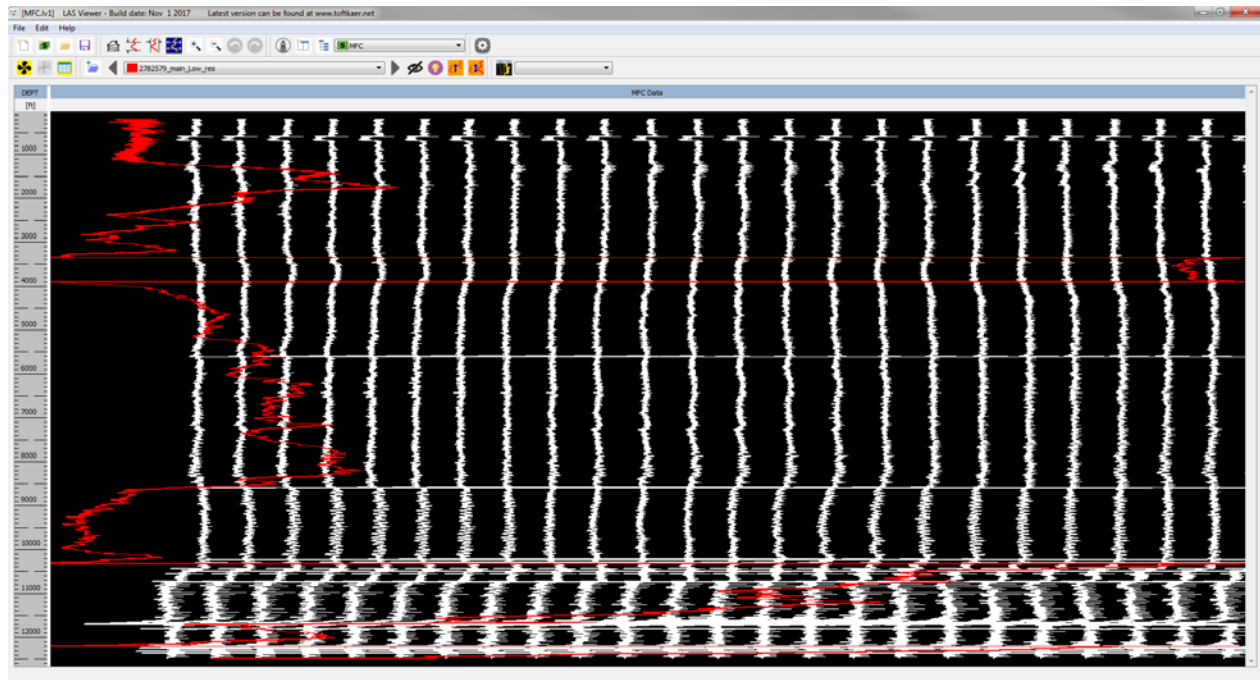 [MFC.lv1] LAS Viewer - Build date: Nov 1 2017 Latest version can be found at www.toftkaer.net
File Edit Help
MFC
2782579_main_Low_res
DEPT MFC Data
[ft]
1000
2000
3000
4000
5000
6000
7000
8000
9000
10000
11000
12000